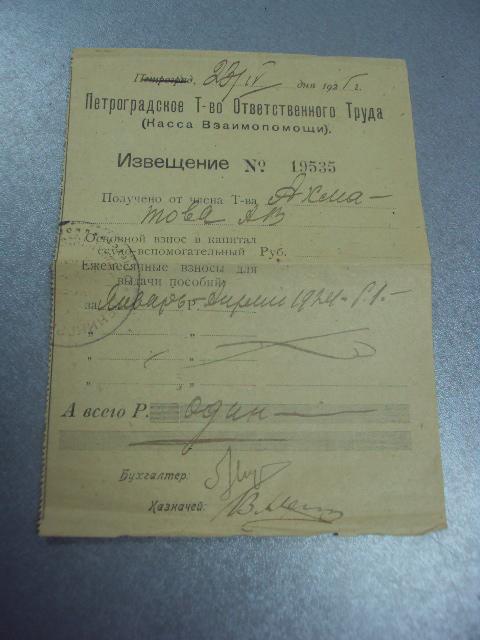 Петроград, 23/IV дня 192 г.
Петроградское Т-во Ответственного Труда
(Касса Взаимопомощи).
Извещение № 19535
Получено от члена Т-ва Ахма-
това АВ
Основной взнос в капитал
ссудо-вспомогательный Руб.
Ежемесячные взносы для
выдачи пособий:
за Январь-Апрель 1924 - Р. 1.-
" "
" "
" "
А всего Р. один
Бухгалтер:
Казначей: